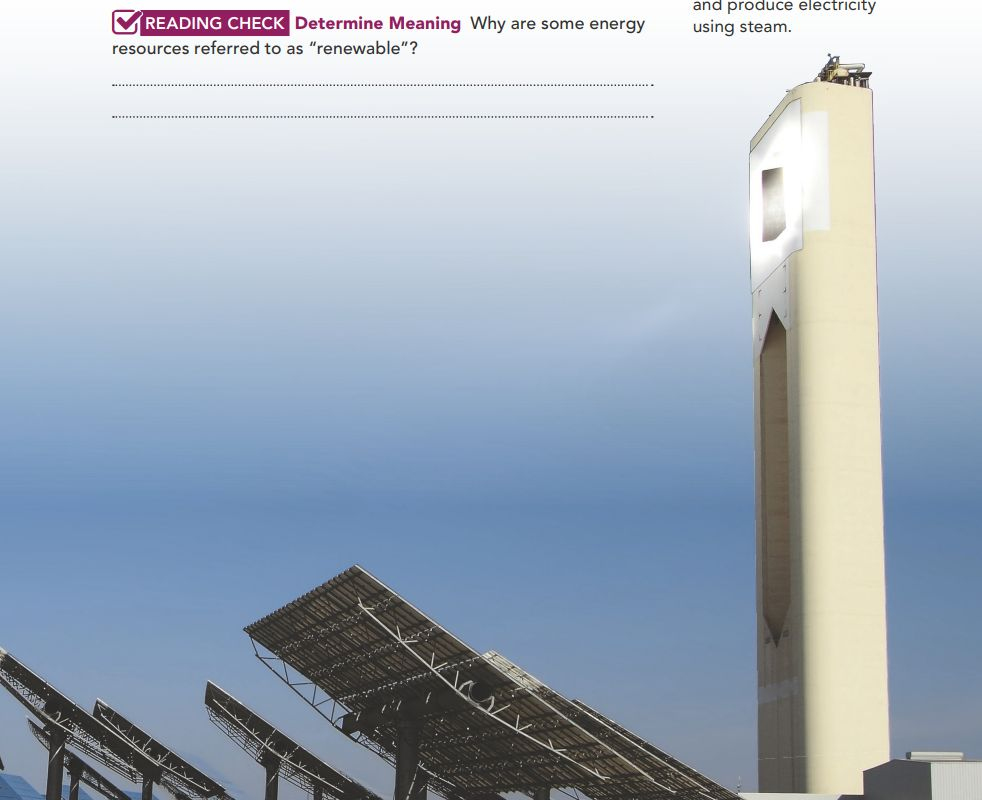 READING CHECK Determine Meaning Why are some energy
resources referred to as “renewable”?
and produce electricity
using steam.